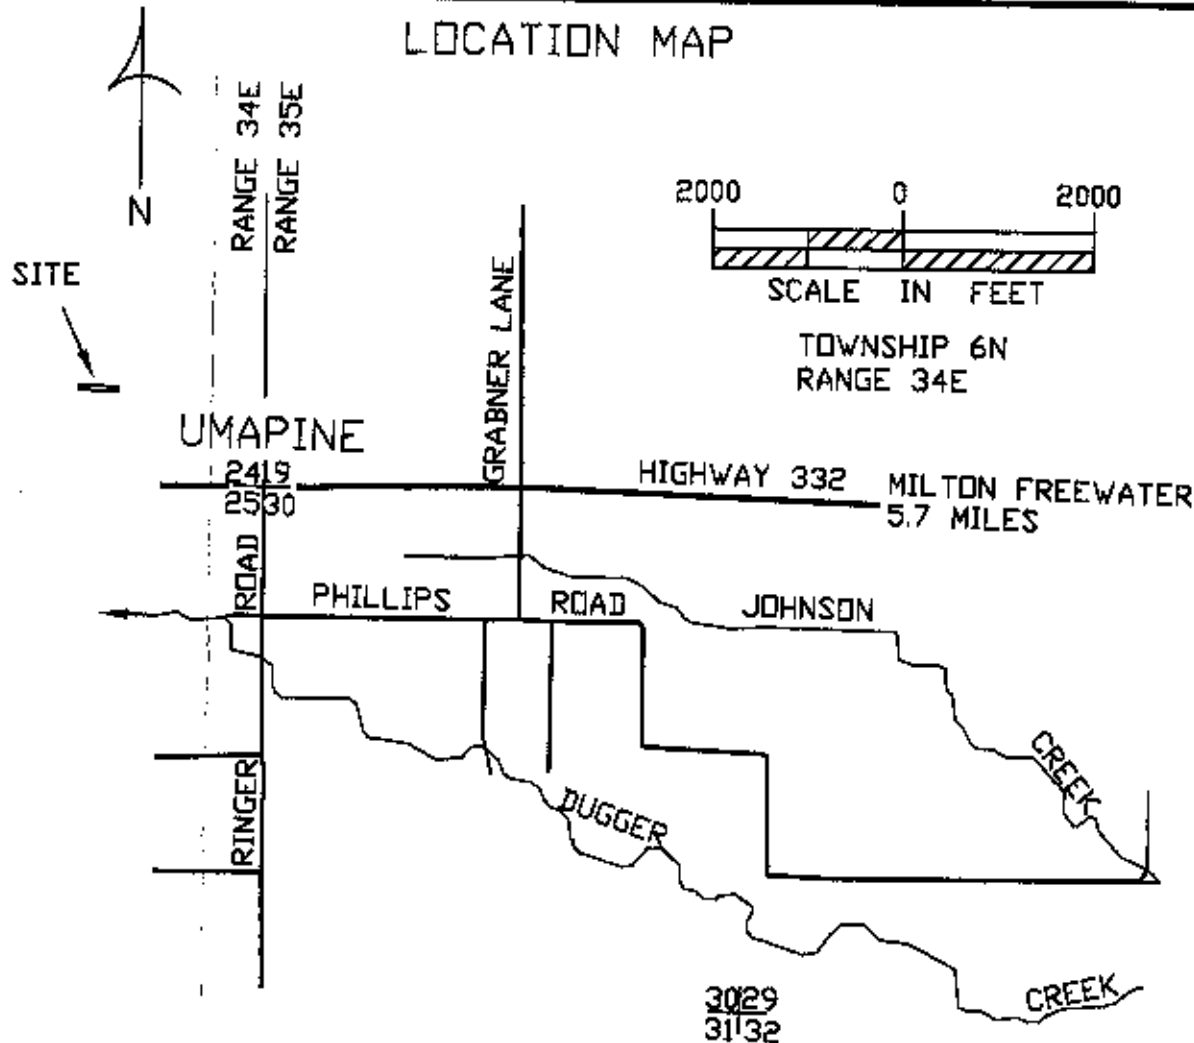 LOCATION MAP
N
RANGE 34E
RANGE 35E
2000 0 2000
SCALE IN FEET
TOWNSHIP 6N
RANGE 34E
SITE
GRABNER LANE
UMAPINE
24 19
25 30
HIGHWAY 332
MILTON FREEWATER
5.7 MILES
ROAD
PHILLIPS ROAD
JOHNSON
CREEK
RINGER
DUGGER
CREEK
30 29
31 32